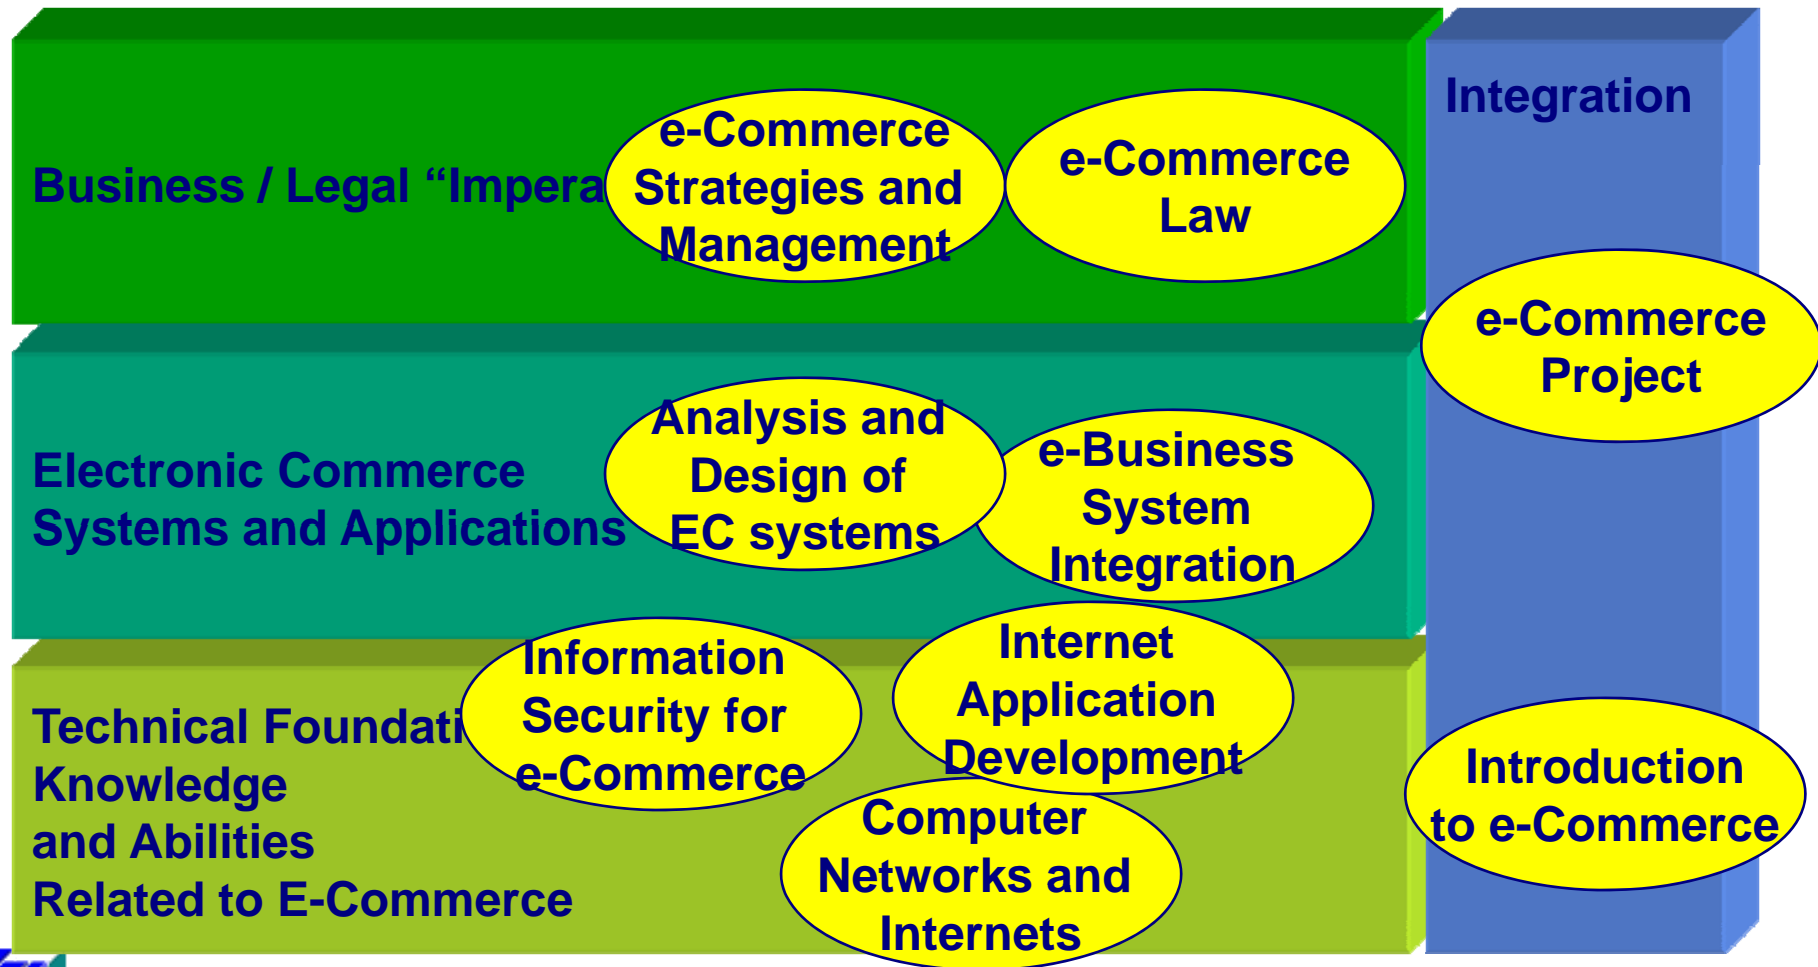 Business / Legal “Impera
e-Commerce
Strategies and
Management
e-Commerce
Law
Integration
e-Commerce
Project
Electronic Commerce
Systems and Applications
Analysis and
Design of
EC systems
e-Business
System
Integration
Technical Foundati
Knowledge
and Abilities
Related to E-Commerce
Information
Security for
e-Commerce
Internet
Application
Development
Computer
Networks and
Internets
Introduction
to e-Commerce